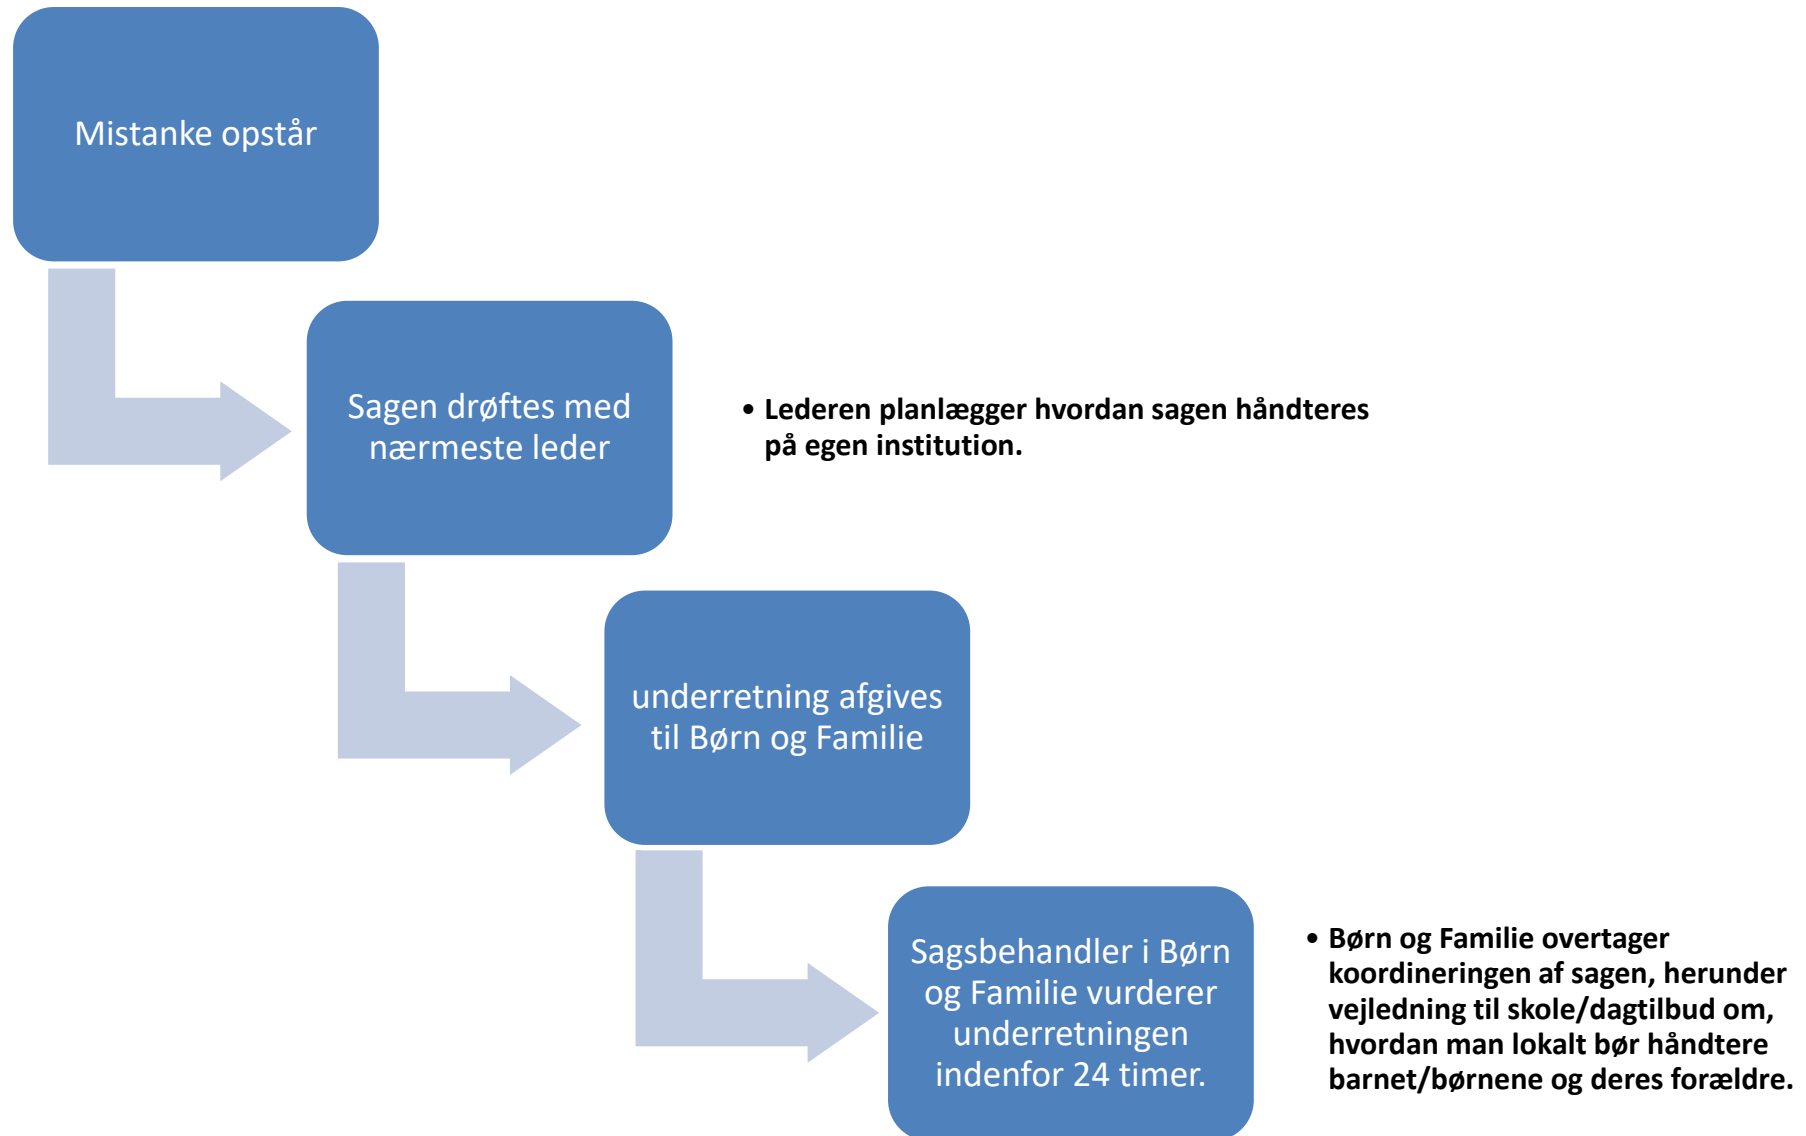 Mistanke opstår
Sagen drøftes med
nærmeste leder
• Lederen planlægger hvordan sagen håndteres
på egen institution.
underretning afgives
til Børn og Familie
Sagsbehandler i Børn
og Familie vurderer
underretningen
indenfor 24 timer.
• Børn og Familie overtager
koordineringen af sagen, herunder
vejledning til skole/dagtilbud om,
hvordan man lokalt bør håndtere
barnet/børnene og deres forældre.